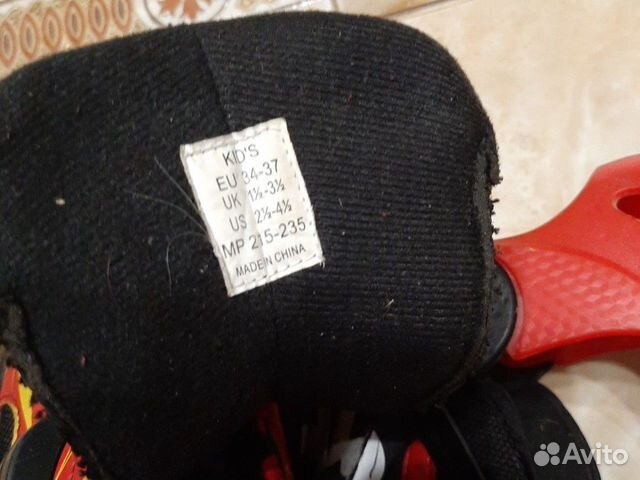 KID'S
EU 34-37
UK 1½-3½
US 2½-4½
MP 215-235
MADE IN CHINA
Avito